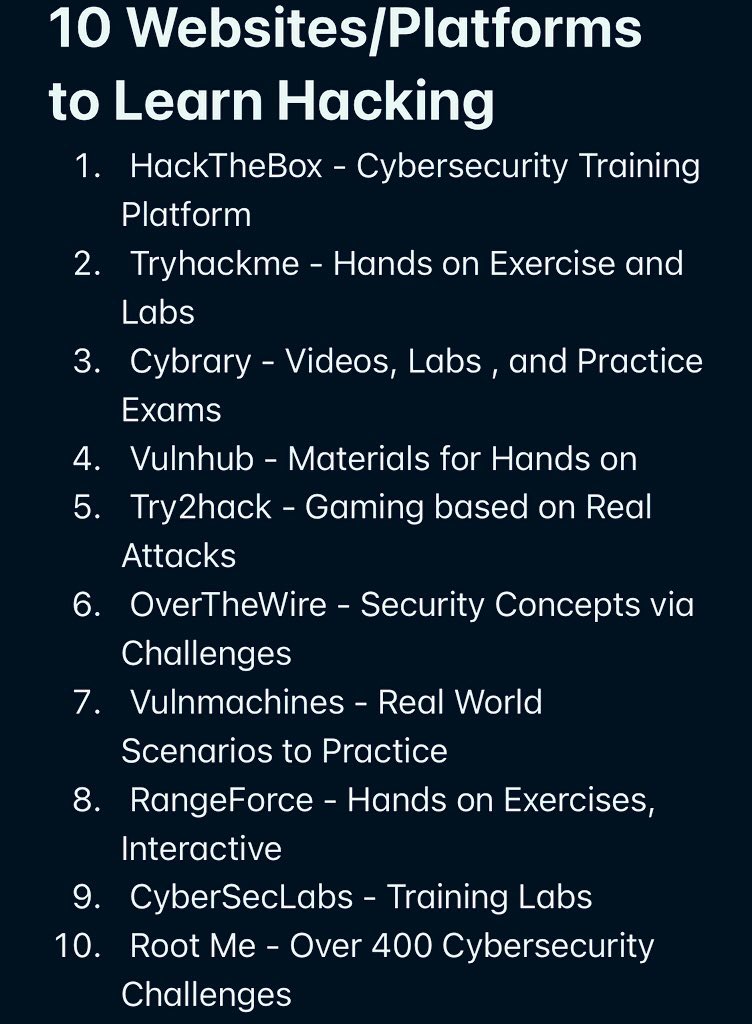 10 Websites/Platforms
to Learn Hacking
1. HackTheBox - Cybersecurity Training
Platform
2. Tryhackme - Hands on Exercise and
Labs
3. Cybrary - Videos, Labs , and Practice
Exams
4. Vulnhub - Materials for Hands on
5. Try2hack - Gaming based on Real
Attacks
6. OverTheWire - Security Concepts via
Challenges
7. Vulnmachines - Real World
Scenarios to Practice
8. RangeForce - Hands on Exercises,
Interactive
9. CyberSecLabs - Training Labs
10. Root Me - Over 400 Cybersecurity
Challenges